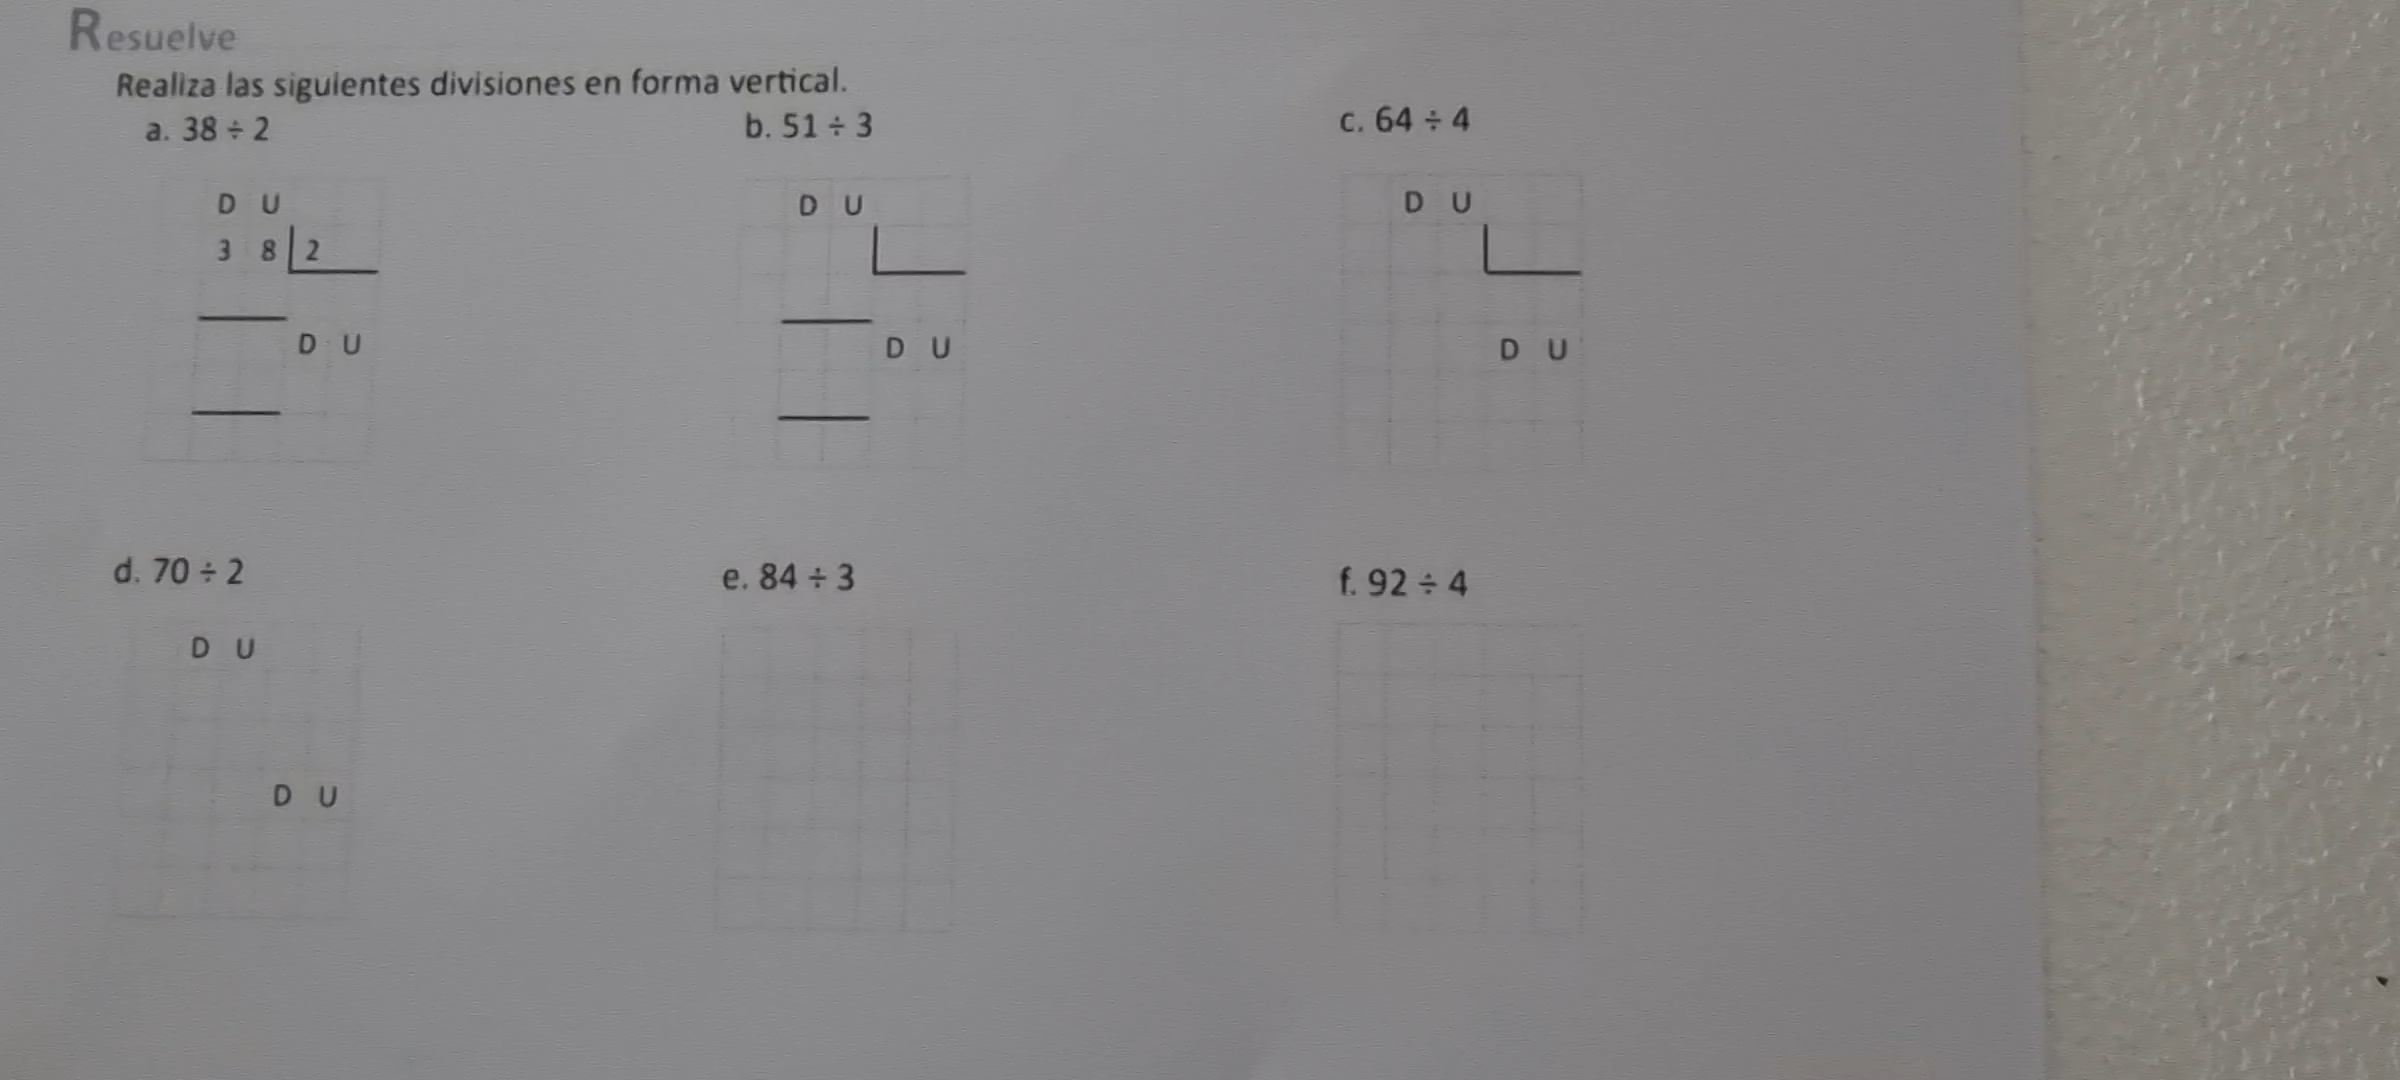 Resuelve
Realiza las siguientes divisiones en forma vertical.
a. 38 ÷ 2
b. 51 ÷ 3
c. 64 ÷ 4
D U
3 8 2
D U
D U
D U
D U
D U
d. 70 ÷ 2
e. 84 ÷ 3
f. 92 ÷ 4
D U
D U